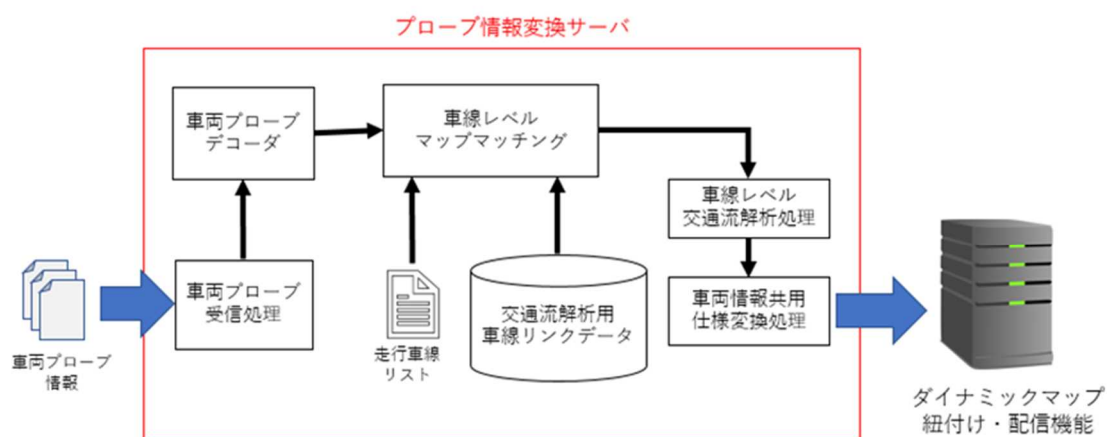 プローブ情報変換サーバ
車両プローブ
デコーダ
車線レベル
マップマッチング
車線レベル
交通流解析処理
車両プローブ
受信処理
交通流解析用
車線リンクデータ
車両情報共用
仕様変換処理
走行車線
リスト
車両プローブ
情報
ダイナミックマップ
紐付け・配信機能